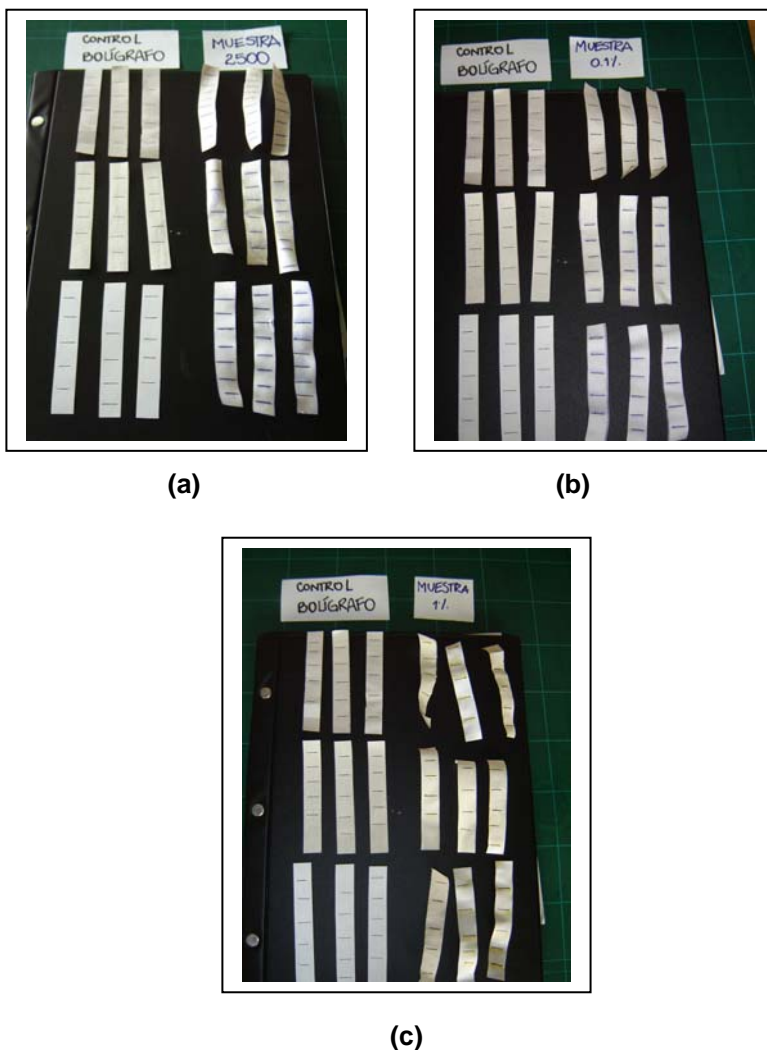 CONTROL
BOLÍGRAFO
MUESTRA
2500
CONTROL
BOLÍGRAFO
MUESTRA
0.1%.
(a)
(b)
CONTROL
BOLÍGRAFO
MUESTRA
1%.
(c)